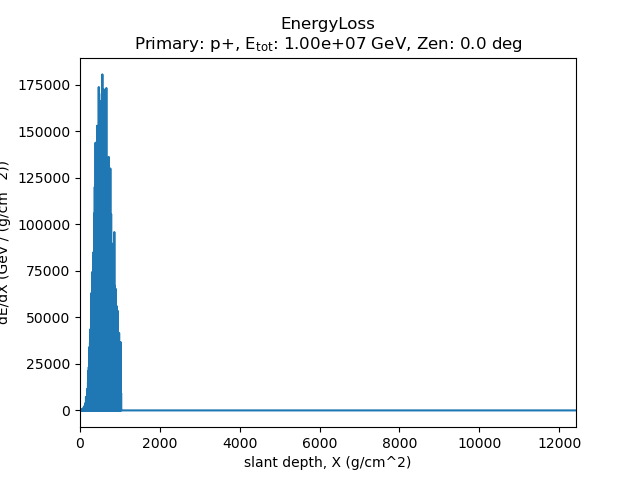 EnergyLoss
Primary: p+, E_tot: 1.00e+07 GeV, Zen: 0.0 deg
175000
150000
125000
100000
75000
50000
25000
0
dE/dX (GeV / (g/cm^2))
0 2000 4000 6000 8000 10000 12000
slant depth, X (g/cm^2)